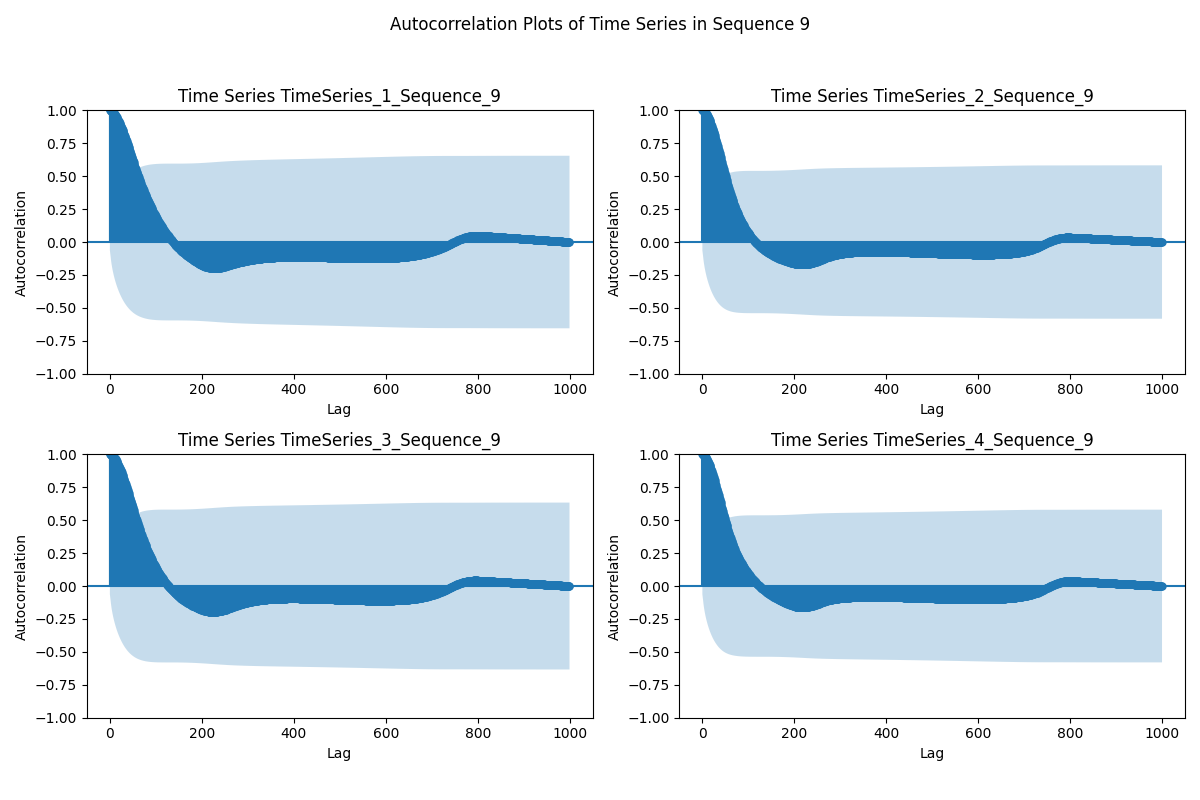 Autocorrelation Plots of Time Series in Sequence 9
Time Series TimeSeries_1_Sequence_9
Autocorrelation
1.00
0.75
0.50
0.25
0.00
−0.25
−0.50
−0.75
−1.00
0 200 400 600 800 1000
Lag
Time Series TimeSeries_2_Sequence_9
Autocorrelation
1.00
0.75
0.50
0.25
0.00
−0.25
−0.50
−0.75
−1.00
0 200 400 600 800 1000
Lag
Time Series TimeSeries_3_Sequence_9
Autocorrelation
1.00
0.75
0.50
0.25
0.00
−0.25
−0.50
−0.75
−1.00
0 200 400 600 800 1000
Lag
Time Series TimeSeries_4_Sequence_9
Autocorrelation
1.00
0.75
0.50
0.25
0.00
−0.25
−0.50
−0.75
−1.00
0 200 400 600 800 1000
Lag